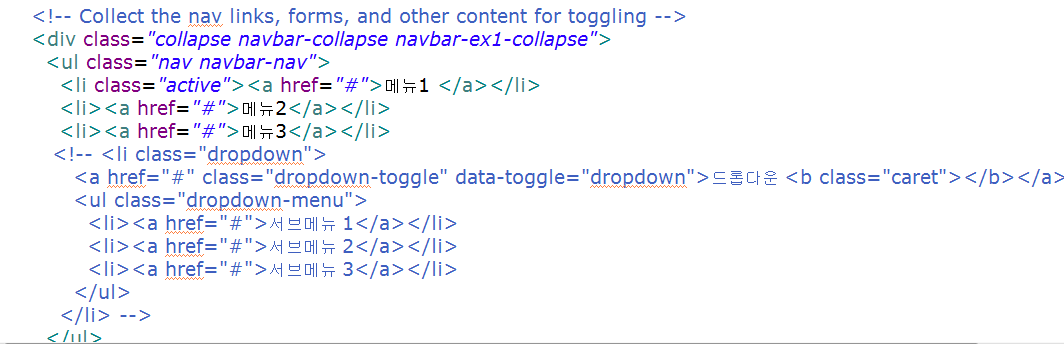 <!-- Collect the nav links, forms, and other content for toggling -->
<div class="collapse navbar-collapse navbar-ex1-collapse">
<ul class="nav navbar-nav">
<li class="active"><a href="#">메뉴1 </a></li>
<li><a href="#">메뉴2</a></li>
<li><a href="#">메뉴3</a></li>
<!-- <li class="dropdown">
<a href="#" class="dropdown-toggle" data-toggle="dropdown">드롭다운 <b class="caret"></b></a>
<ul class="dropdown-menu">
<li><a href="#">서브메뉴 1</a></li>
<li><a href="#">서브메뉴 2</a></li>
<li><a href="#">서브메뉴 3</a></li>
</ul>
</li> -->
</ul>